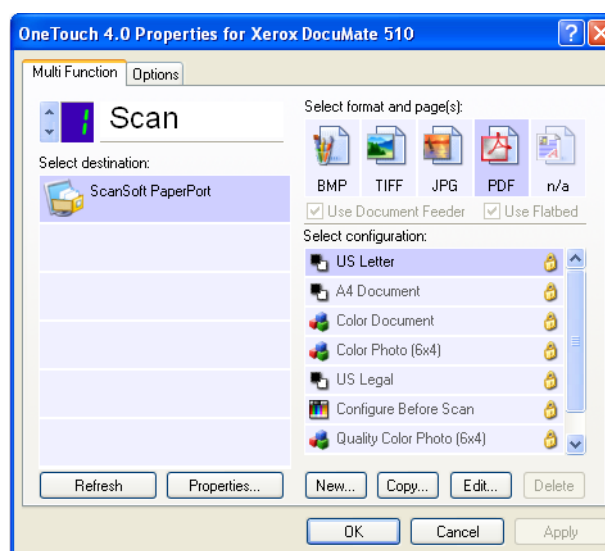 OneTouch 4.0 Properties for Xerox DocuMate 510
Multi Function
Options
1
Scan
Select destination:
ScanSoft PaperPort
Refresh
Properties...
Select format and page(s):
BMP TIFF JPG PDF n/a
Use Document Feeder
Use Flatbed
Select configuration:
US Letter
A4 Document
Color Document
Color Photo (6x4)
US Legal
Configure Before Scan
Quality Color Photo (6x4)
New...
Copy...
Edit...
Delete
OK
Cancel
Apply